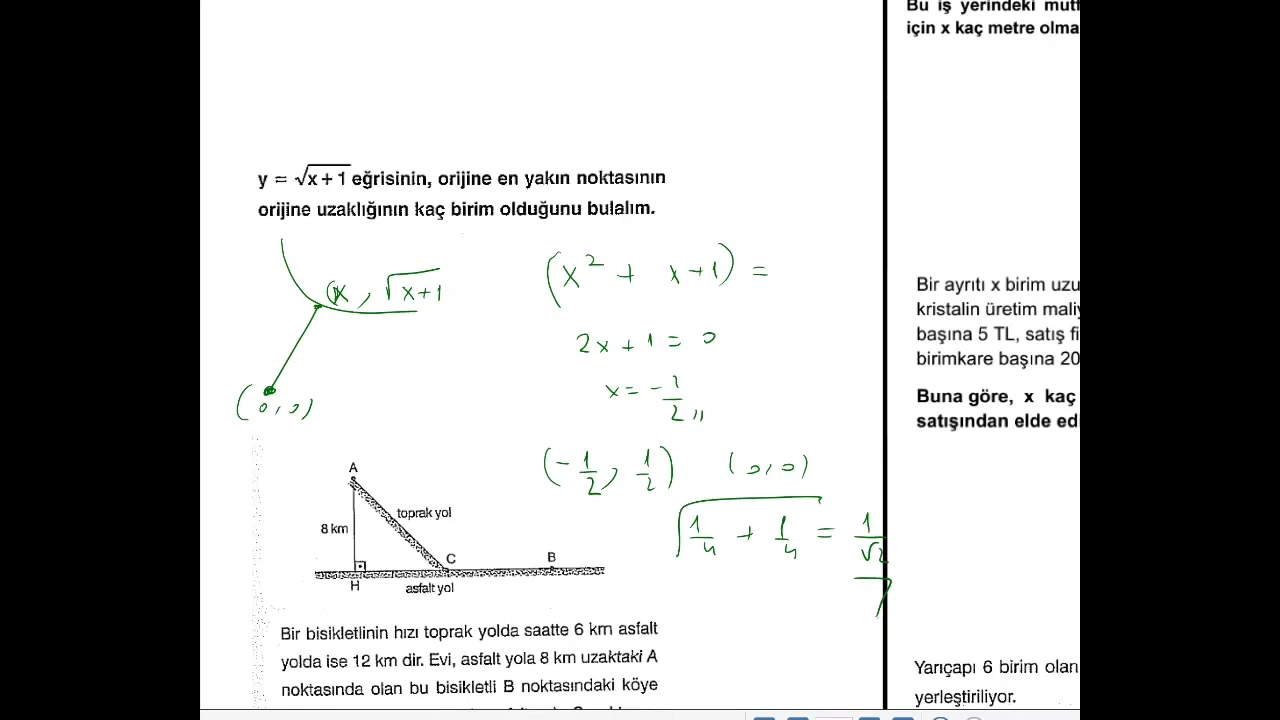 y = √x + 1 eğrisinin, orijine en yakın noktasının
orijine uzaklığının kaç birim olduğunu bulalım.
(x, √x+1
(0,0)
(x² + x+1) =
2x + 1 = 0
x = -1/2 ,,
(-1/2, 1/2) (0,0)
√1/4 + 1/4 = 1/√2
A
toprak yol
8 km
C
B
H
asfalt yol
Bir bisikletlinin hızı toprak yolda saatte 6 km asfalt
yolda ise 12 km dir. Evi, asfalt yola 8 km uzaktaki A
noktasında olan bu bisikletli B noktasındaki köye
Bu iş yerindeki mutf
için x kaç metre olma
Bir ayrıtı x birim uzu
kristalin üretim maliy
başına 5 TL, satış fi
birimkare başına 20
Buna göre, x kaç
satışından elde edi
Yarıçapı 6 birim olan
yerleştiriliyor.